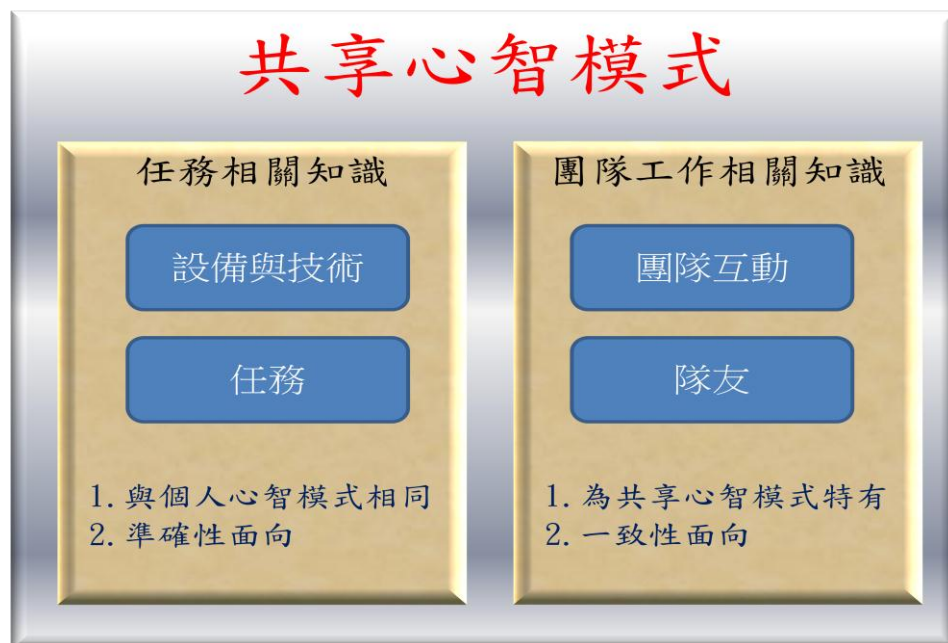 共享心智模式
任務相關知識
設備與技術
任務
1. 與個人心智模式相同
2. 準確性面向
團隊工作相關知識
團隊互動
隊友
1. 為共享心智模式特有
2. 一致性面向